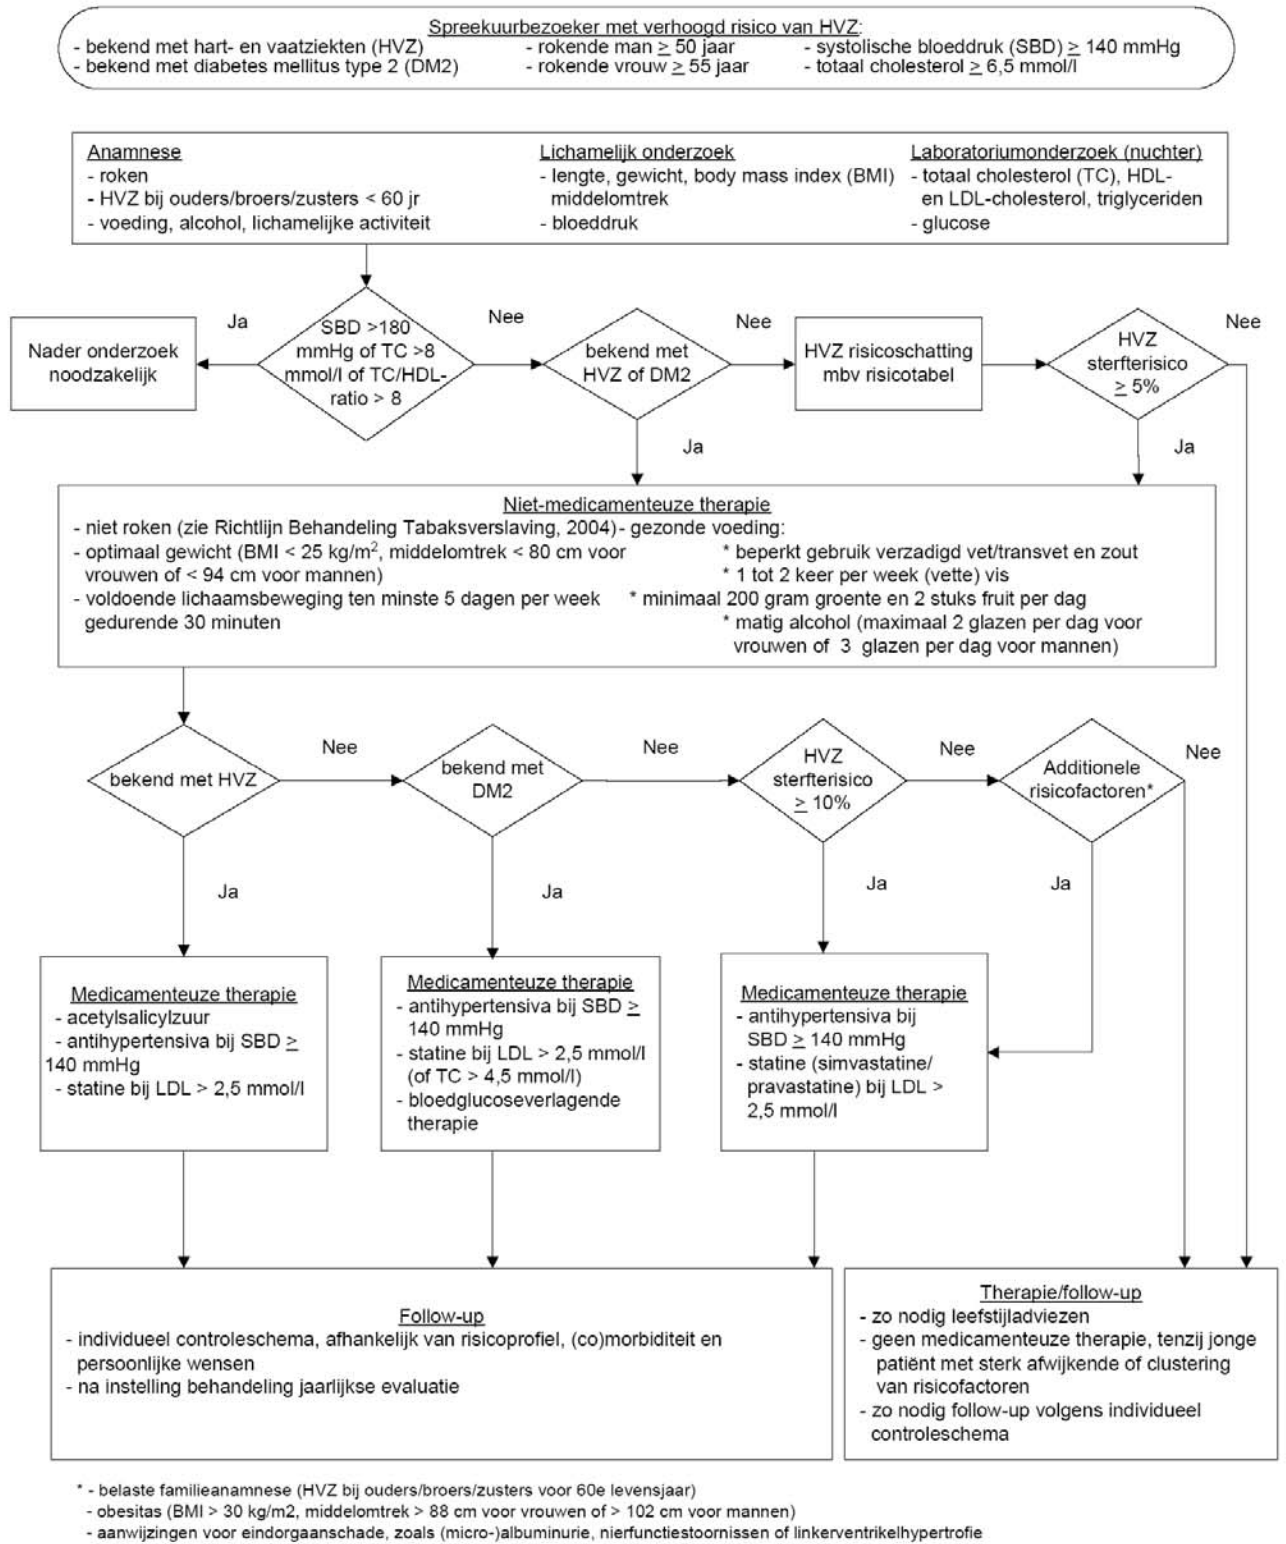 Spreekuurbezoeker met verhoogd risico van HVZ:
- bekend met hart- en vaatziekten (HVZ)
- bekend met diabetes mellitus type 2 (DM2)
- rokende man ≥ 50 jaar
- rokende vrouw ≥ 55 jaar
- systolische bloeddruk (SBD) ≥ 140 mmHg
- totaal cholesterol ≥ 6,5 mmol/l
Anamnese
- roken
- HVZ bij ouders/broers/zusters < 60 jr
- voeding, alcohol, lichamelijke activiteit
Lichamelijk onderzoek
- lengte, gewicht, body mass index (BMI)
middelomtrek
- bloeddruk
Laboratoriumonderzoek (nuchter)
- totaal cholesterol (TC), HDL-
en LDL-cholesterol, triglyceriden
- glucose
Nader onderzoek
noodzakelijk
Ja
SBD >180
mmHg of TC >8
mmol/l of TC/HDL-
ratio > 8
Nee
bekend met
HVZ of DM2
Nee
HVZ risicoschatting
mbv risicotabel
HVZ
sterfterisico
≥ 5%
Nee
Ja
Ja
Niet-medicamenteuze therapie
- niet roken (zie Richtlijn Behandeling Tabaksverslaving, 2004)
- optimaal gewicht (BMI < 25 kg/m², middelomtrek < 80 cm voor
vrouwen of < 94 cm voor mannen)
- voldoende lichaamsbeweging ten minste 5 dagen per week
gedurende 30 minuten
- gezonde voeding:
* beperkt gebruik verzadigd vet/transvet en zout
* 1 tot 2 keer per week (vette) vis
* minimaal 200 gram groente en 2 stuks fruit per dag
* matig alcohol (maximaal 2 glazen per dag voor
vrouwen of 3 glazen per dag voor mannen)
bekend met HVZ
Nee
bekend met
DM2
Nee
HVZ
sterfterisico
≥ 10%
Nee
Additionele
risicofactoren*
Nee
Ja
Ja
Ja
Ja
Medicamenteuze therapie
- acetylsalicylzuur
- antihypertensiva bij SBD ≥
140 mmHg
- statine bij LDL > 2,5 mmol/l
Medicamenteuze therapie
- antihypertensiva bij SBD ≥
140 mmHg
- statine bij LDL > 2,5 mmol/l
(of TC > 4,5 mmol/l)
- bloedglucoseverlagende
therapie
Medicamenteuze therapie
- antihypertensiva bij
SBD ≥ 140 mmHg
- statine (simvastatine/
pravastatine) bij LDL >
2,5 mmol/l
Follow-up
- individueel controleschema, afhankelijk van risicoprofiel, (co)morbiditeit en
persoonlijke wensen
- na instelling behandeling jaarlijkse evaluatie
Therapie/follow-up
- zo nodig leefstijladviezen
- geen medicamenteuze therapie, tenzij jonge
patiënt met sterk afwijkende of clustering
van risicofactoren
- zo nodig follow-up volgens individueel
controleschema
* - belaste familieanamnese (HVZ bij ouders/broers/zusters voor 60e levensjaar)
- obesitas (BMI > 30 kg/m2, middelomtrek > 88 cm voor vrouwen of > 102 cm voor mannen)
- aanwijzingen voor eindorgaanschade, zoals (micro-)albuminurie, nierfunctiestoornissen of linkerventrikelhypertrofie